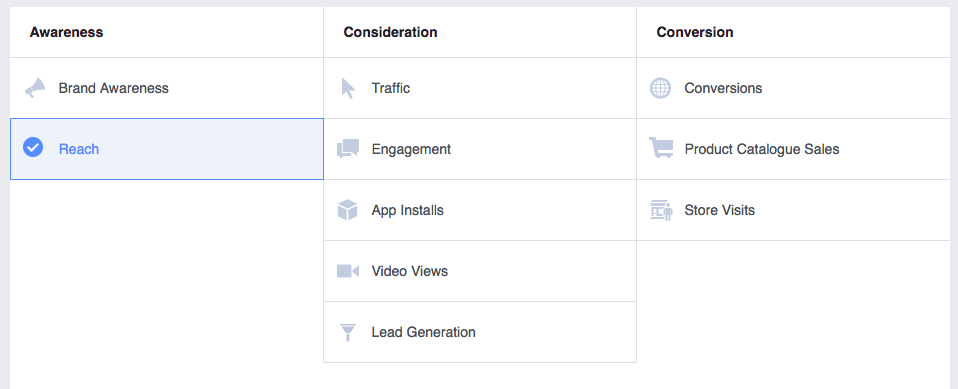 Awareness
Consideration
Conversion
Brand Awareness
Traffic
Conversions
Reach
Engagement
Product Catalogue Sales
App Installs
Store Visits
Video Views
Lead Generation